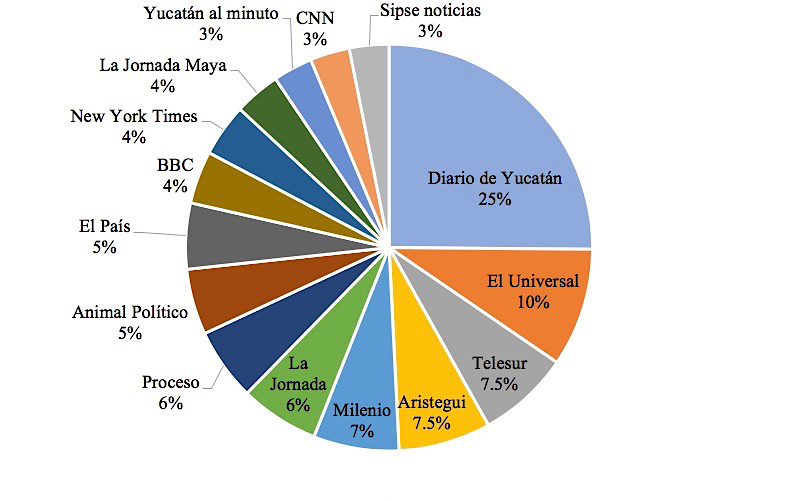 Diario de Yucatán
25%
El Universal
10%
Telesur
7.5%
Aristegui
7.5%
Milenio
7%
La
Jornada
6%
Proceso
6%
Animal Político
5%
El País
5%
BBC
4%
New York Times
4%
La Jornada Maya
4%
Yucatán al minuto
3%
CNN
3%
Sipse noticias
3%